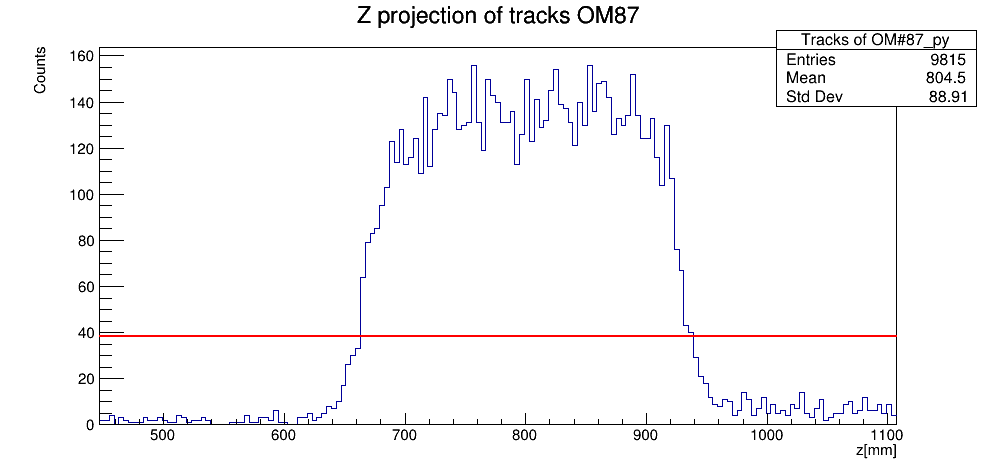 Z projection of tracks OM87
Counts
Tracks of OM#87_py
Entries 9815
Mean 804.5
Std Dev 88.91
160
140
120
100
80
60
40
20
0
500 600 700 800 900 1000 1100
z[mm]